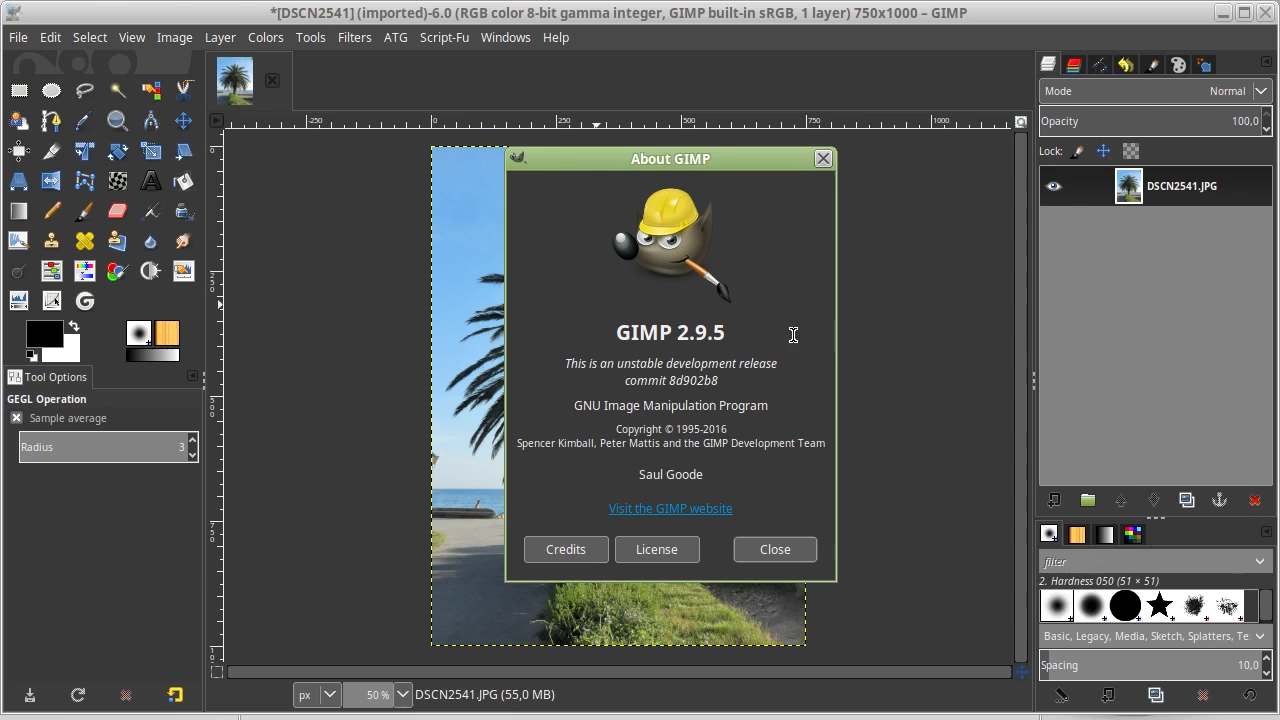 *[DSCN2541] (imported)-6.0 (RGB color 8-bit gamma integer, GIMP built-in sRGB, 1 layer) 750x1000 – GIMP
File Edit Select View Image Layer Colors Tools Filters ATG Script-Fu Windows Help
Mode Normal
Opacity 100,0
-250 0 250 500 750 1000
Lock:
DSCN2541.JPG
0
250
500
750
About GIMP
GIMP 2.9.5
This is an unstable development release
commit 8d902b8
GNU Image Manipulation Program
Copyright © 1995-2016
Spencer Kimball, Peter Mattis and the GIMP Development Team
Saul Goode
Visit the GIMP website
Credits License Close
Tool Options
GEGL Operation
Sample average
Radius 3
filter
2. Hardness 050 (51 × 51)
Basic, Legacy, Media, Sketch, Splatters, Te
Spacing 10,0
px 50 % DSCN2541.JPG (55,0 MB)